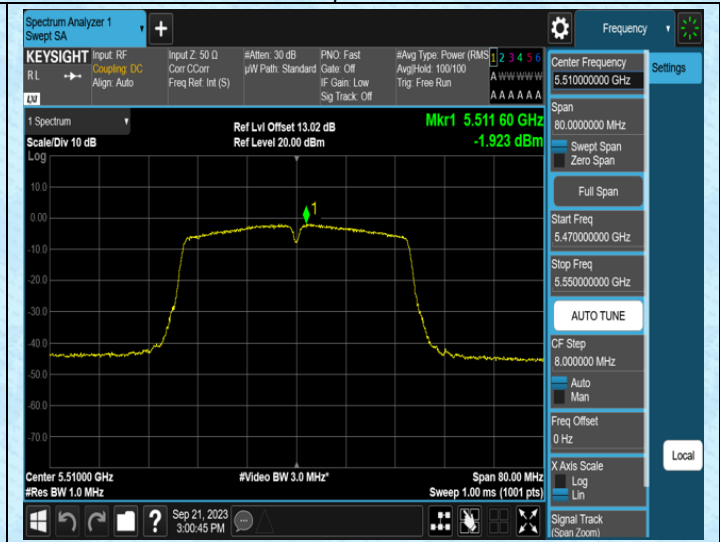 Spectrum Analyzer 1
Swept SA
Frequency
KEYSIGHT
RL
LXI
Input: RF
Coupling: DC
Align: Auto
Input Z: 50 Ω
Corr CCorr
Freq Ref: Int (S)
#Atten: 30 dB
µW Path: Standard
PNO: Fast
Gate: Off
IF Gain: Low
Sig Track: Off
#Avg Type: Power (RMS
Avg|Hold: 100/100
Trig: Free Run
1 2 3 4 5 6
A W W W W W
A A A A A A
1 Spectrum
Scale/Div 10 dB
Log
Ref Lvl Offset 13.02 dB
Ref Level 20.00 dBm
Mkr1 5.511 60 GHz
-1.923 dBm
1
10.0
0.00
-10.0
-20.0
-30.0
-40.0
-50.0
-60.0
-70.0
Center 5.51000 GHz
#Res BW 1.0 MHz
#Video BW 3.0 MHz*
Span 80.00 MHz
Sweep 1.00 ms (1001 pts)
?
Sep 21, 2023
3:00:45 PM
Center Frequency
5.510000000 GHz
Span
80.0000000 MHz
Swept Span
Zero Span
Full Span
Start Freq
5.470000000 GHz
Stop Freq
5.550000000 GHz
AUTO TUNE
CF Step
8.000000 MHz
Auto
Man
Freq Offset
0 Hz
X Axis Scale
Log
Lin
Signal Track
(Span Zoom)
Settings
Local